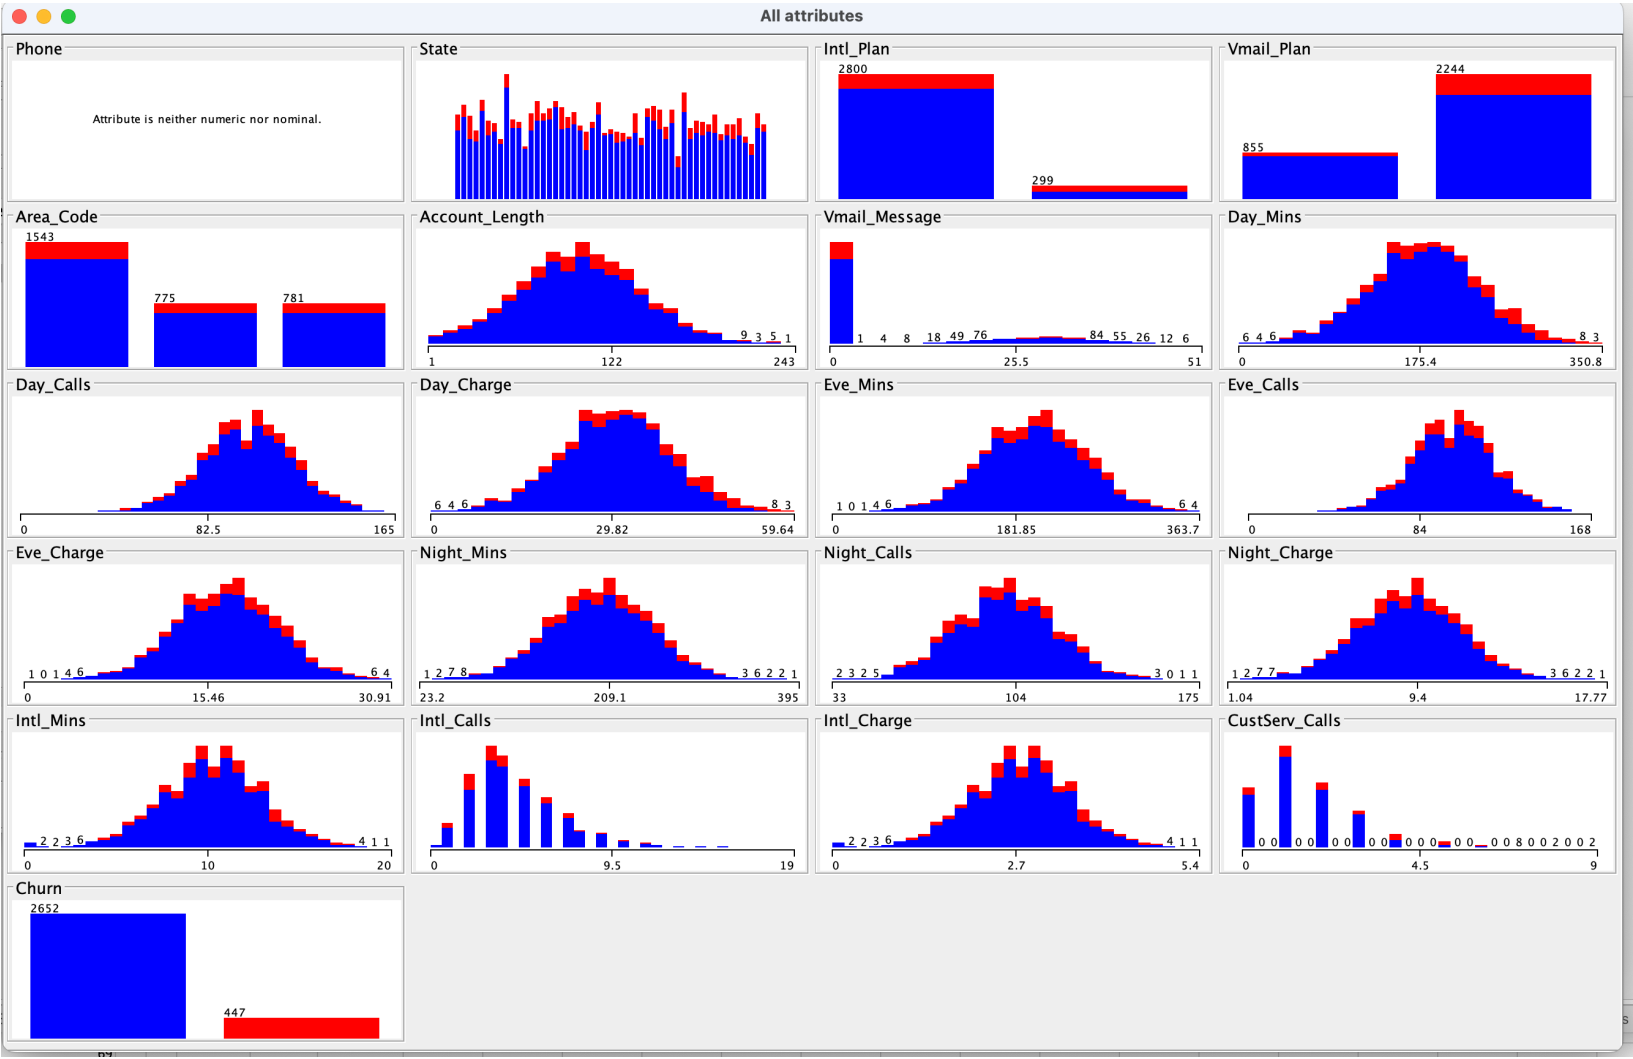 All attributes
Phone
Attribute is neither numeric nor nominal.
State
Intl_Plan
2800
299
Vmail_Plan
855
2244
Area_Code
1543
775
781
Account_Length
9 3 5 1
1 122 243
Vmail_Message
1 4 8 18 49 76 84 55 26 12 6
0 25.5 51
Day_Mins
6 4 6 8 3
0 175.4 350.8
Day_Calls
0 82.5 165
Day_Charge
6 4 6 8 3
0 29.82 59.64
Eve_Mins
1 0 1 4 6 6 4
0 181.85 363.7
Eve_Calls
0 84 168
Eve_Charge
1 0 1 4 6 6 4
0 15.46 30.91
Night_Mins
1 2 7 8 3 6 2 2 1
23.2 209.1 395
Night_Calls
2 3 2 5 3 0 1 1
33 104 175
Night_Charge
1 2 7 7 3 6 2 2 1
1.04 9.4 17.77
Intl_Mins
2 2 3 6 4 1 1
0 10 20
Intl_Calls
0 9.5 19
Intl_Charge
2 2 3 6 4 1 1
0 2.7 5.4
CustServ_Calls
0 0 0 0 0 0 0 0 0 0 0 0 0 0 8 0 0 2 0 0 2
0 4.5 9
Churn
2652
447
s
69